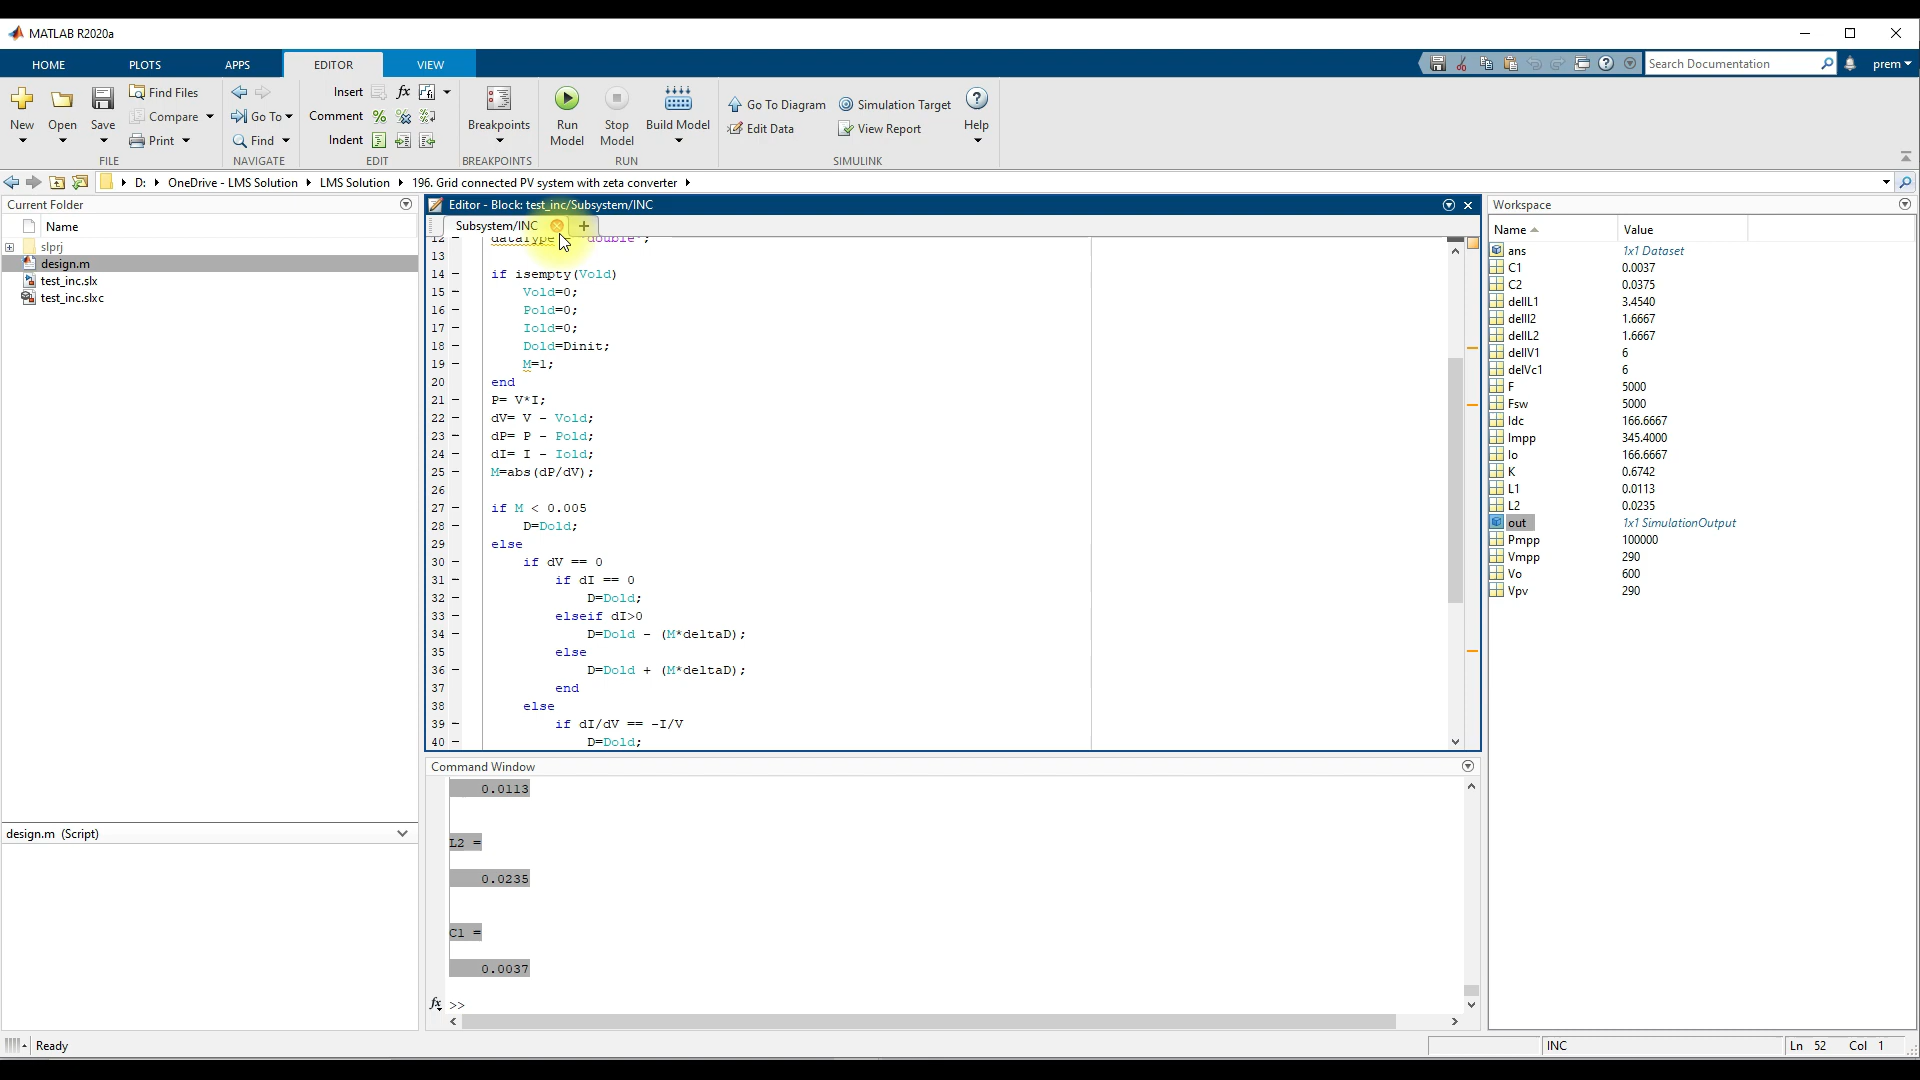 MATLAB R2020a
HOME PLOTS APPS EDITOR VIEW
Search Documentation prem
New Open Save
Find Files
Compare
Print
FILE
Go To
Find
NAVIGATE
Insert fx
Comment % %
Indent
EDIT
Breakpoints
BREAKPOINTS
Run Model
Stop Model
Build Model
RUN
Go To Diagram
Edit Data
Simulation Target
View Report
Help
SIMULINK
D: OneDrive - LMS Solution LMS Solution 196. Grid connected PV system with zeta converter
Current Folder
Name
slprj
design.m
test_inc.slx
test_inc.slxc
design.m (Script)
Editor - Block: test_inc/Subsystem/INC
Subsystem/INC
12 dataType = 'double';
13
14 if isempty(Vold)
15 Vold=0;
16 Pold=0;
17 Iold=0;
18 Dold=Dinit;
19 M=1;
20 end
21 P= V*I;
22 dV= V - Vold;
23 dP= P - Pold;
24 dI= I - Iold;
25 M=abs(dP/dV);
26
27 if M < 0.005
28 D=Dold;
29 else
30 if dV == 0
31 if dI == 0
32 D=Dold;
33 elseif dI>0
34 D=Dold - (M*deltaD);
35 else
36 D=Dold + (M*deltaD);
37 end
38 else
39 if dI/dV == -I/V
40 D=Dold;
Command Window
0.0113
L2 =
0.0235
C1 =
0.0037
fx >>
Workspace
Name Value
ans 1x1 Dataset
C1 0.0037
C2 0.0375
dellL1 3.4540
dellI2 1.6667
dellL2 1.6667
dellV1 6
delVc1 6
F 5000
Fsw 5000
Idc 166.6667
Impp 345.4000
Io 166.6667
K 0.6742
L1 0.0113
L2 0.0235
out 1x1 SimulationOutput
Pmpp 100000
Vmpp 290
Vo 600
Vpv 290
Ready
INC
Ln 52 Col 1